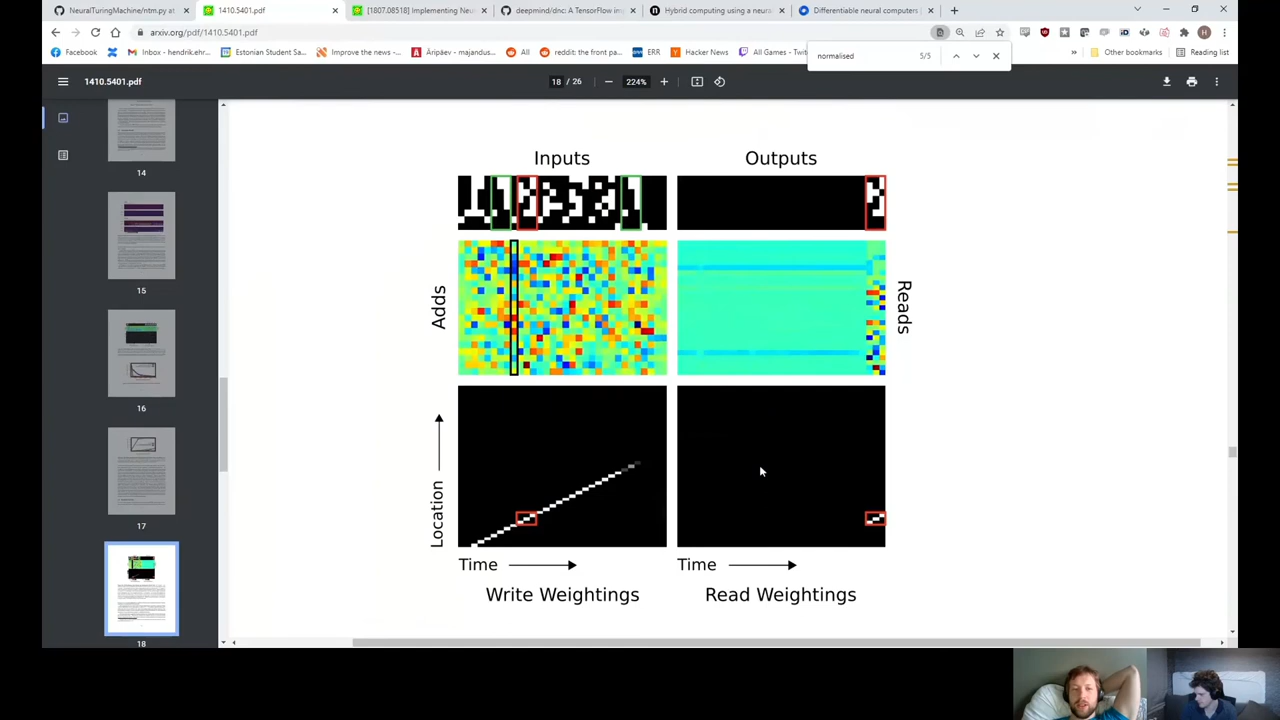 NeuralTuringMachine/ntm.py at
1410.5401.pdf
[1807.08518] Implementing Neu
deepmind/dnc: A TensorFlow im
Hybrid computing using a neura
Differentiable neural computers
arxiv.org/pdf/1410.5401.pdf
Facebook
Inbox - hendrik.ehr...
Estonian Student Sa...
Improve the news -...
Äripäev - majandus...
All
reddit: the front pa...
ERR
Hacker News
All Games - Twit
Other bookmarks
Reading list
normalised
5/5
1410.5401.pdf
18 / 26
224%
14
15
16
17
18
Inputs
Outputs
Adds
Reads
Location
Time
Time
Write Weightings
Read Weightings